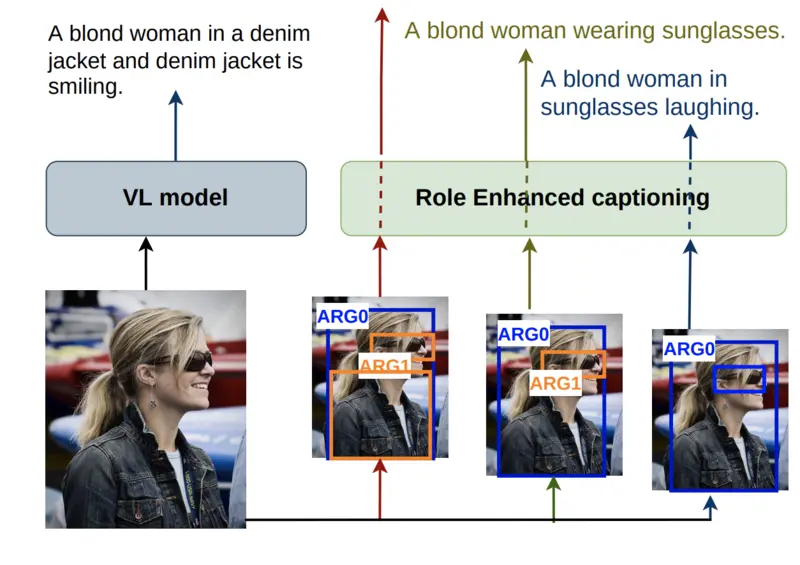 A blond woman in a denim
jacket and denim jacket is
smiling.
A blond woman wearing sunglasses.
A blond woman in
sunglasses laughing.
VL model
Role Enhanced captioning
ARG0
ARG1
ARG0
ARG1
ARG0